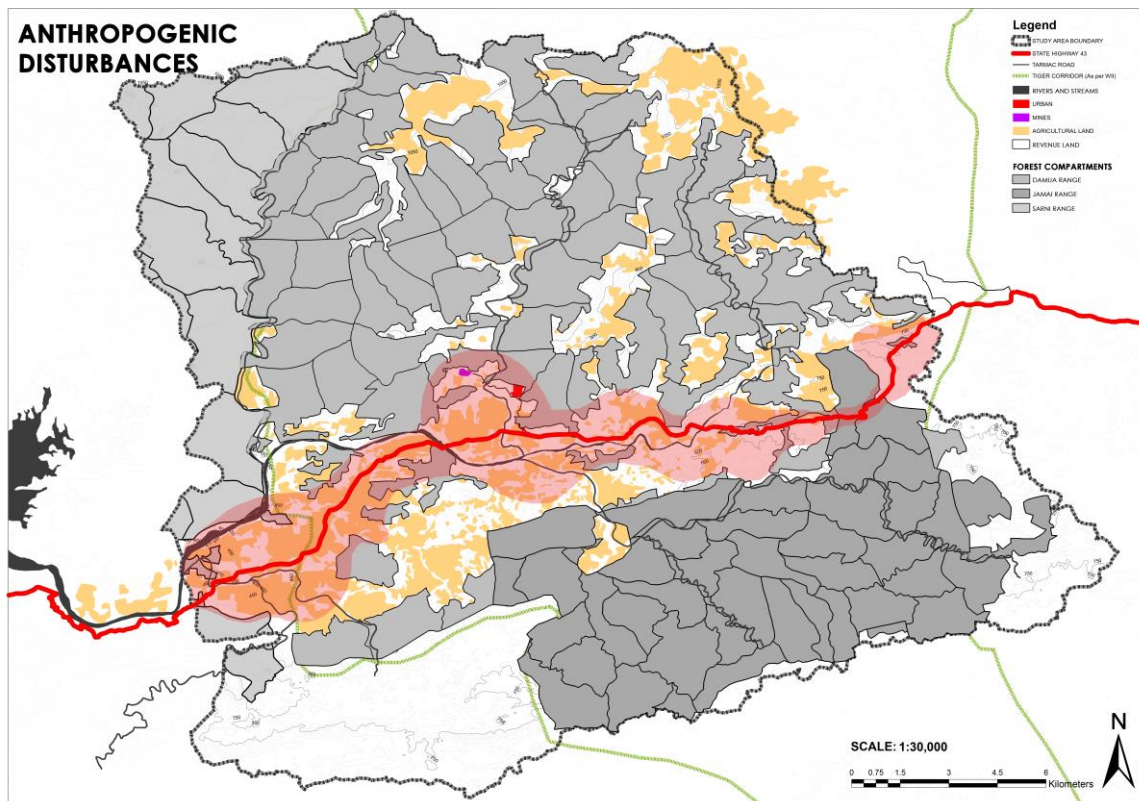 ANTHROPOGENIC
DISTURBANCES
Legend
STUDY AREA BOUNDARY
STATE HIGHWAY 43
TARMAC ROAD
TIGER CORRIDOR (As per WII)
RIVERS AND STREAMS
URBAN
MINES
AGRICULTURAL LAND
REVENUE LAND
FOREST COMPARTMENTS
DAMUA RANGE
JAMAI RANGE
SARNI RANGE
N
SCALE: 1:30,000
0 0.75 1.5 3 4.5 6
Kilometers